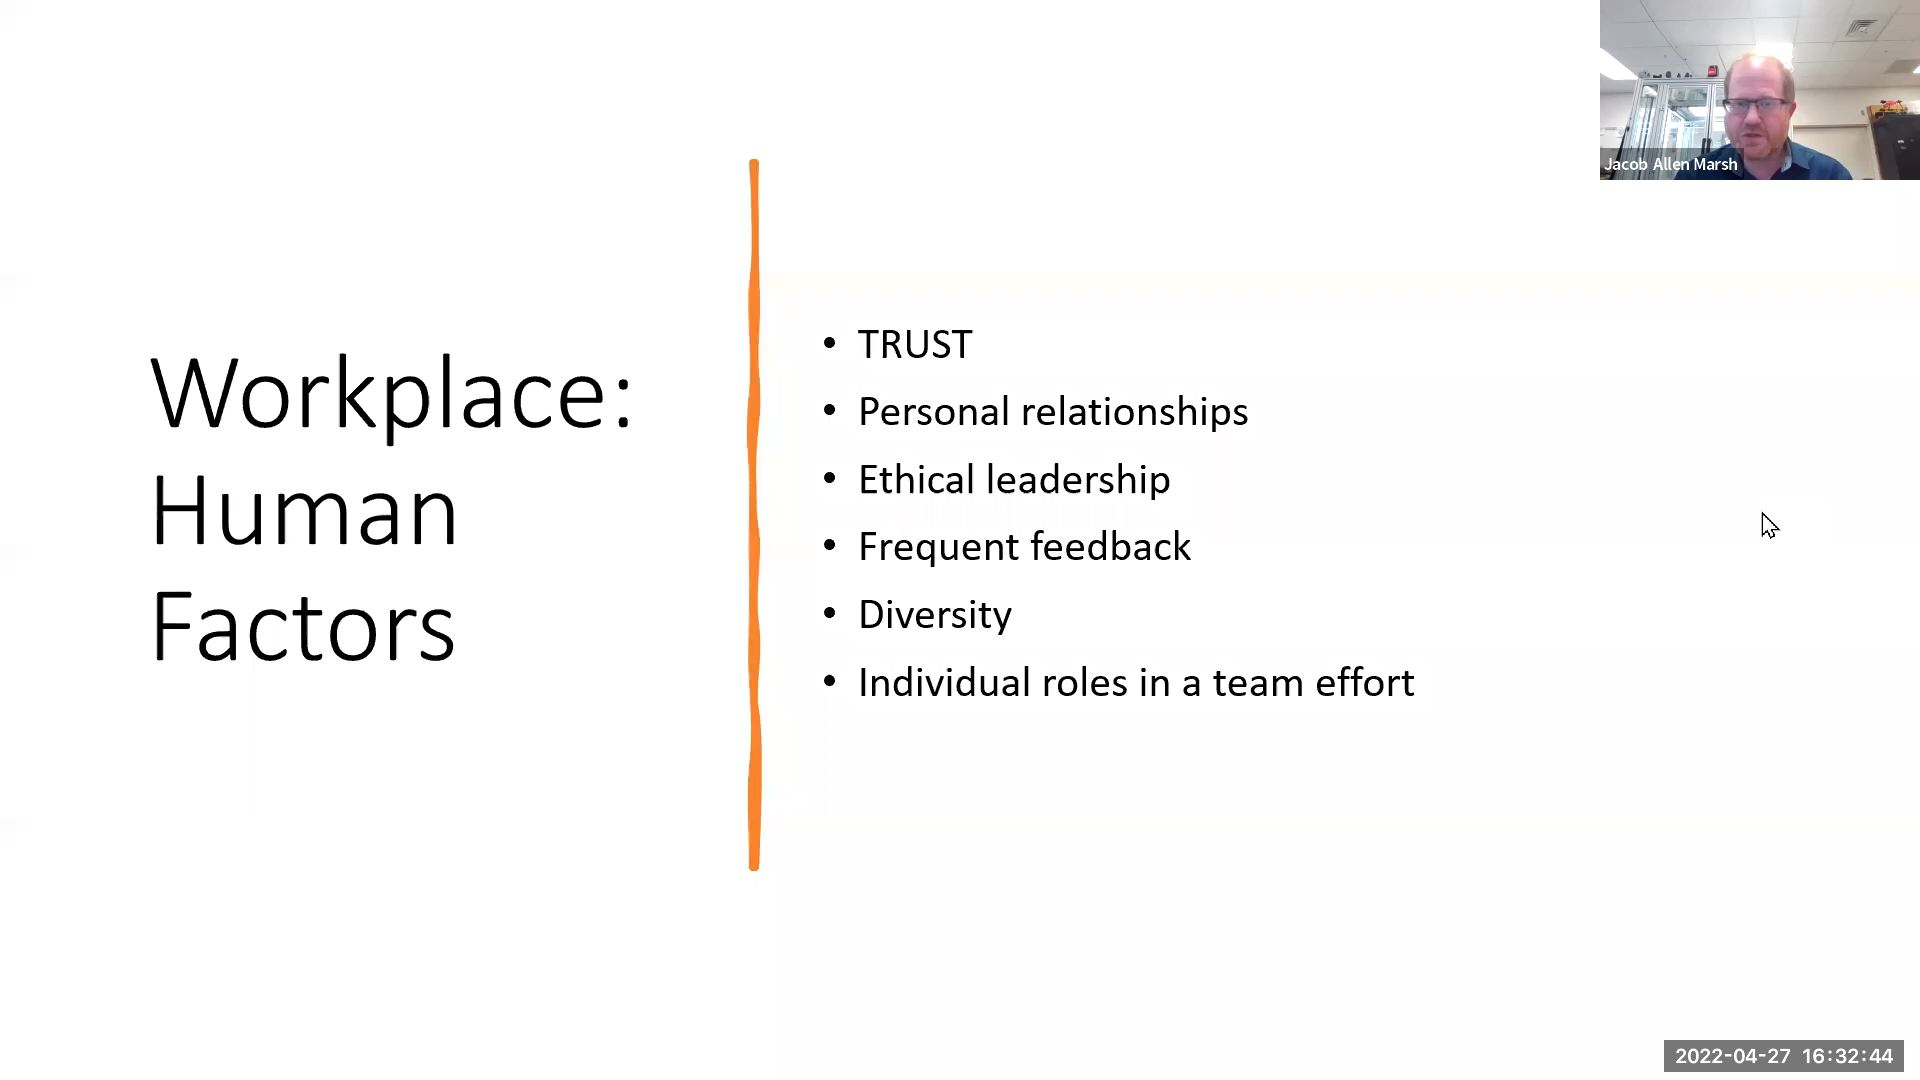 Jacob Allen Marsh
Workplace:
Human
Factors
• TRUST
• Personal relationships
• Ethical leadership
• Frequent feedback
• Diversity
• Individual roles in a team effort
2022-04-27 16:32:44